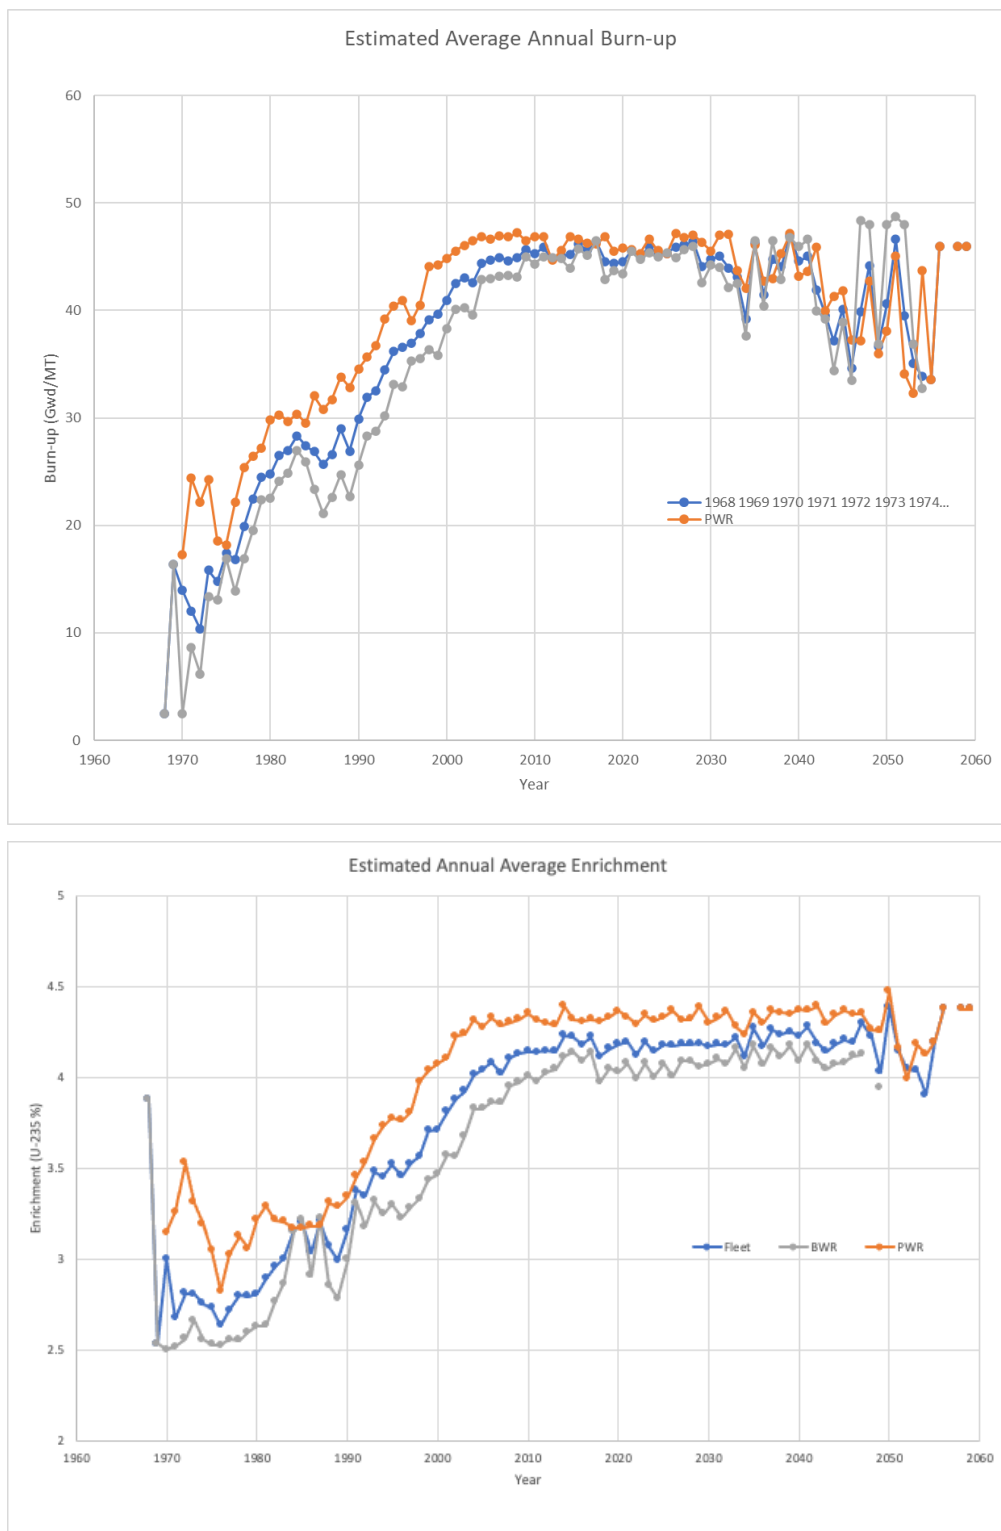 Estimated Average Annual Burn-up
60
50
40
30
20
10
0
Burn-up (Gwd/MT)
1968 1969 1970 1971 1972 1973 1974...
PWR
1960 1970 1980 1990 2000 2010 2020 2030 2040 2050 2060
Year
Estimated Annual Average Enrichment
5
4.5
4
3.5
3
2.5
2
Enrichment (U-235 %)
Fleet BWR PWR
1960 1970 1980 1990 2000 2010 2020 2030 2040 2050 2060
Year